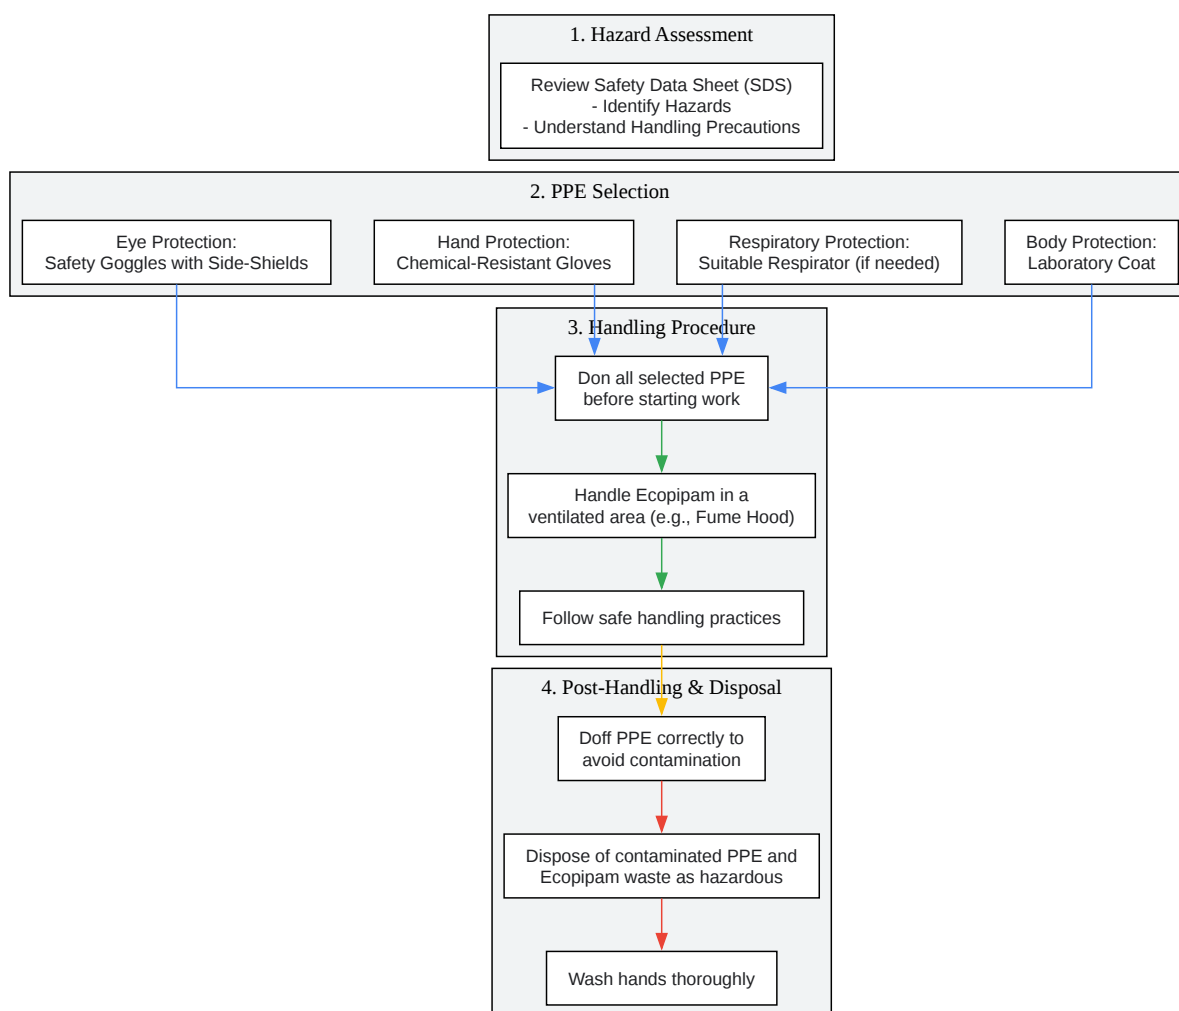 1. Hazard Assessment
Review Safety Data Sheet (SDS)
- Identify Hazards
- Understand Handling Precautions
2. PPE Selection
Eye Protection:
Safety Goggles with Side-Shields
Hand Protection:
Chemical-Resistant Gloves
Respiratory Protection:
Suitable Respirator (if needed)
Body Protection:
Laboratory Coat
3. Handling Procedure
Don all selected PPE
before starting work
Handle Ecopipam in a
ventilated area (e.g., Fume Hood)
Follow safe handling practices
4. Post-Handling & Disposal
Doff PPE correctly to
avoid contamination
Dispose of contaminated PPE and
Ecopipam waste as hazardous
Wash hands thoroughly